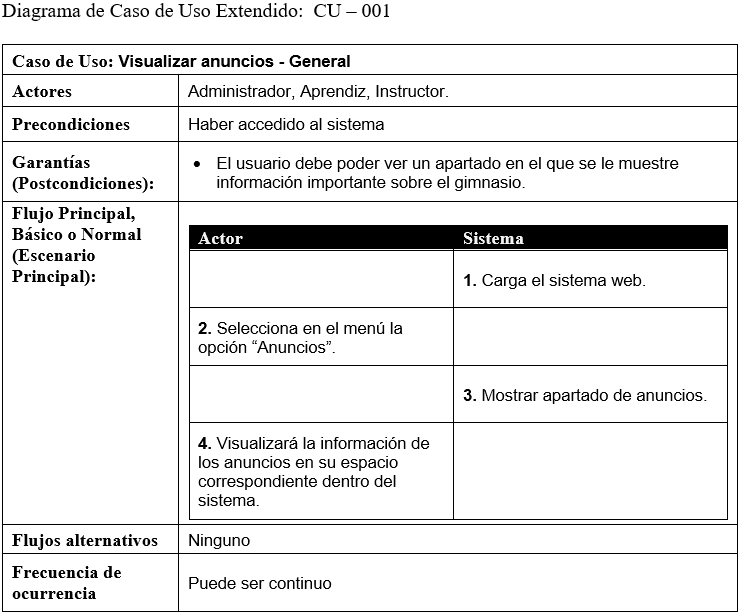 Diagrama de Caso de Uso Extendido:  CU – 001
Caso de Uso: Visualizar anuncios - General
Actores
Administrador, Aprendiz, Instructor.
Precondiciones
Haber accedido al sistema
Garantías
(Postcondiciones):
• El usuario debe poder ver un apartado en el que se le muestre
información importante sobre el gimnasio.
Flujo Principal,
Básico o Normal
(Escenario
Principal):
Actor
Sistema
1. Carga el sistema web.
2. Selecciona en el menú la
opción “Anuncios”.
3. Mostrar apartado de anuncios.
4. Visualizará la información de
los anuncios en su espacio
correspondiente dentro del
sistema.
Flujos alternativos
Ninguno
Frecuencia de
ocurrencia
Puede ser continuo